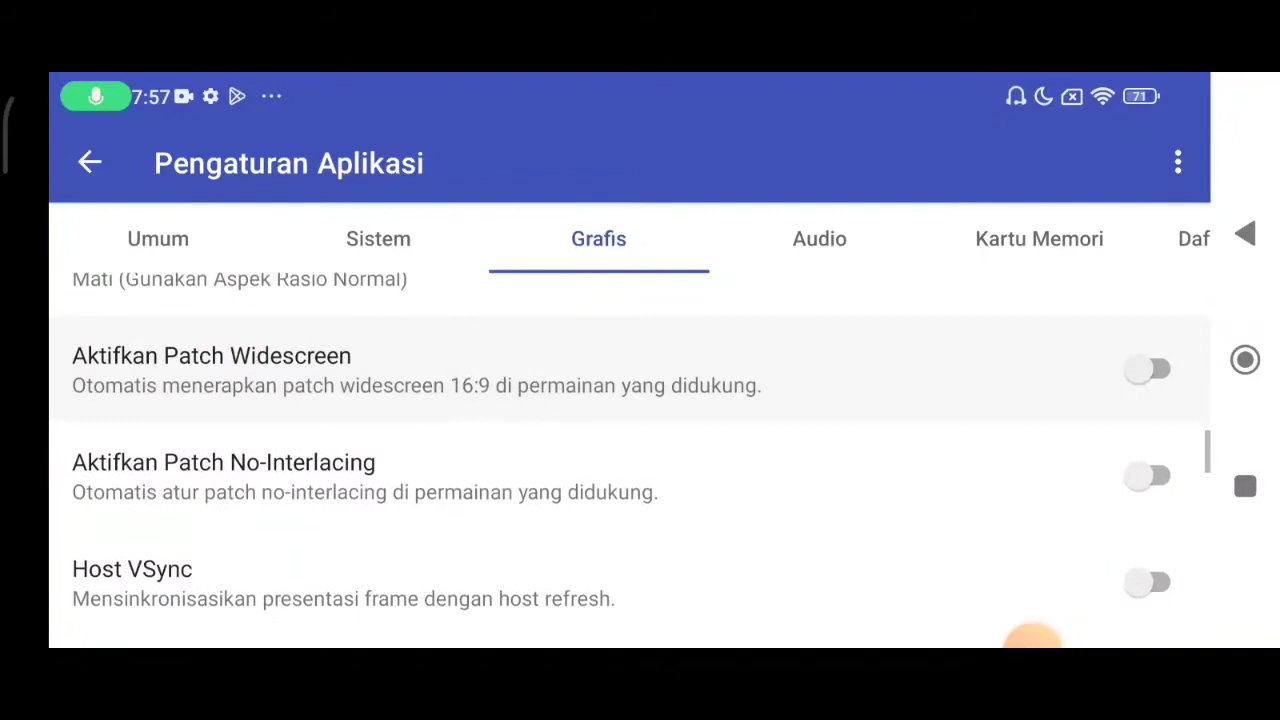 7:57
71
Pengaturan Aplikasi
Umum Sistem Grafis Audio Kartu Memori Daf
Mati (Gunakan Aspek Rasio Normal)
Aktifkan Patch Widescreen
Otomatis menerapkan patch widescreen 16:9 di permainan yang didukung.
Aktifkan Patch No-Interlacing
Otomatis atur patch no-interlacing di permainan yang didukung.
Host VSync
Mensinkronisasikan presentasi frame dengan host refresh.